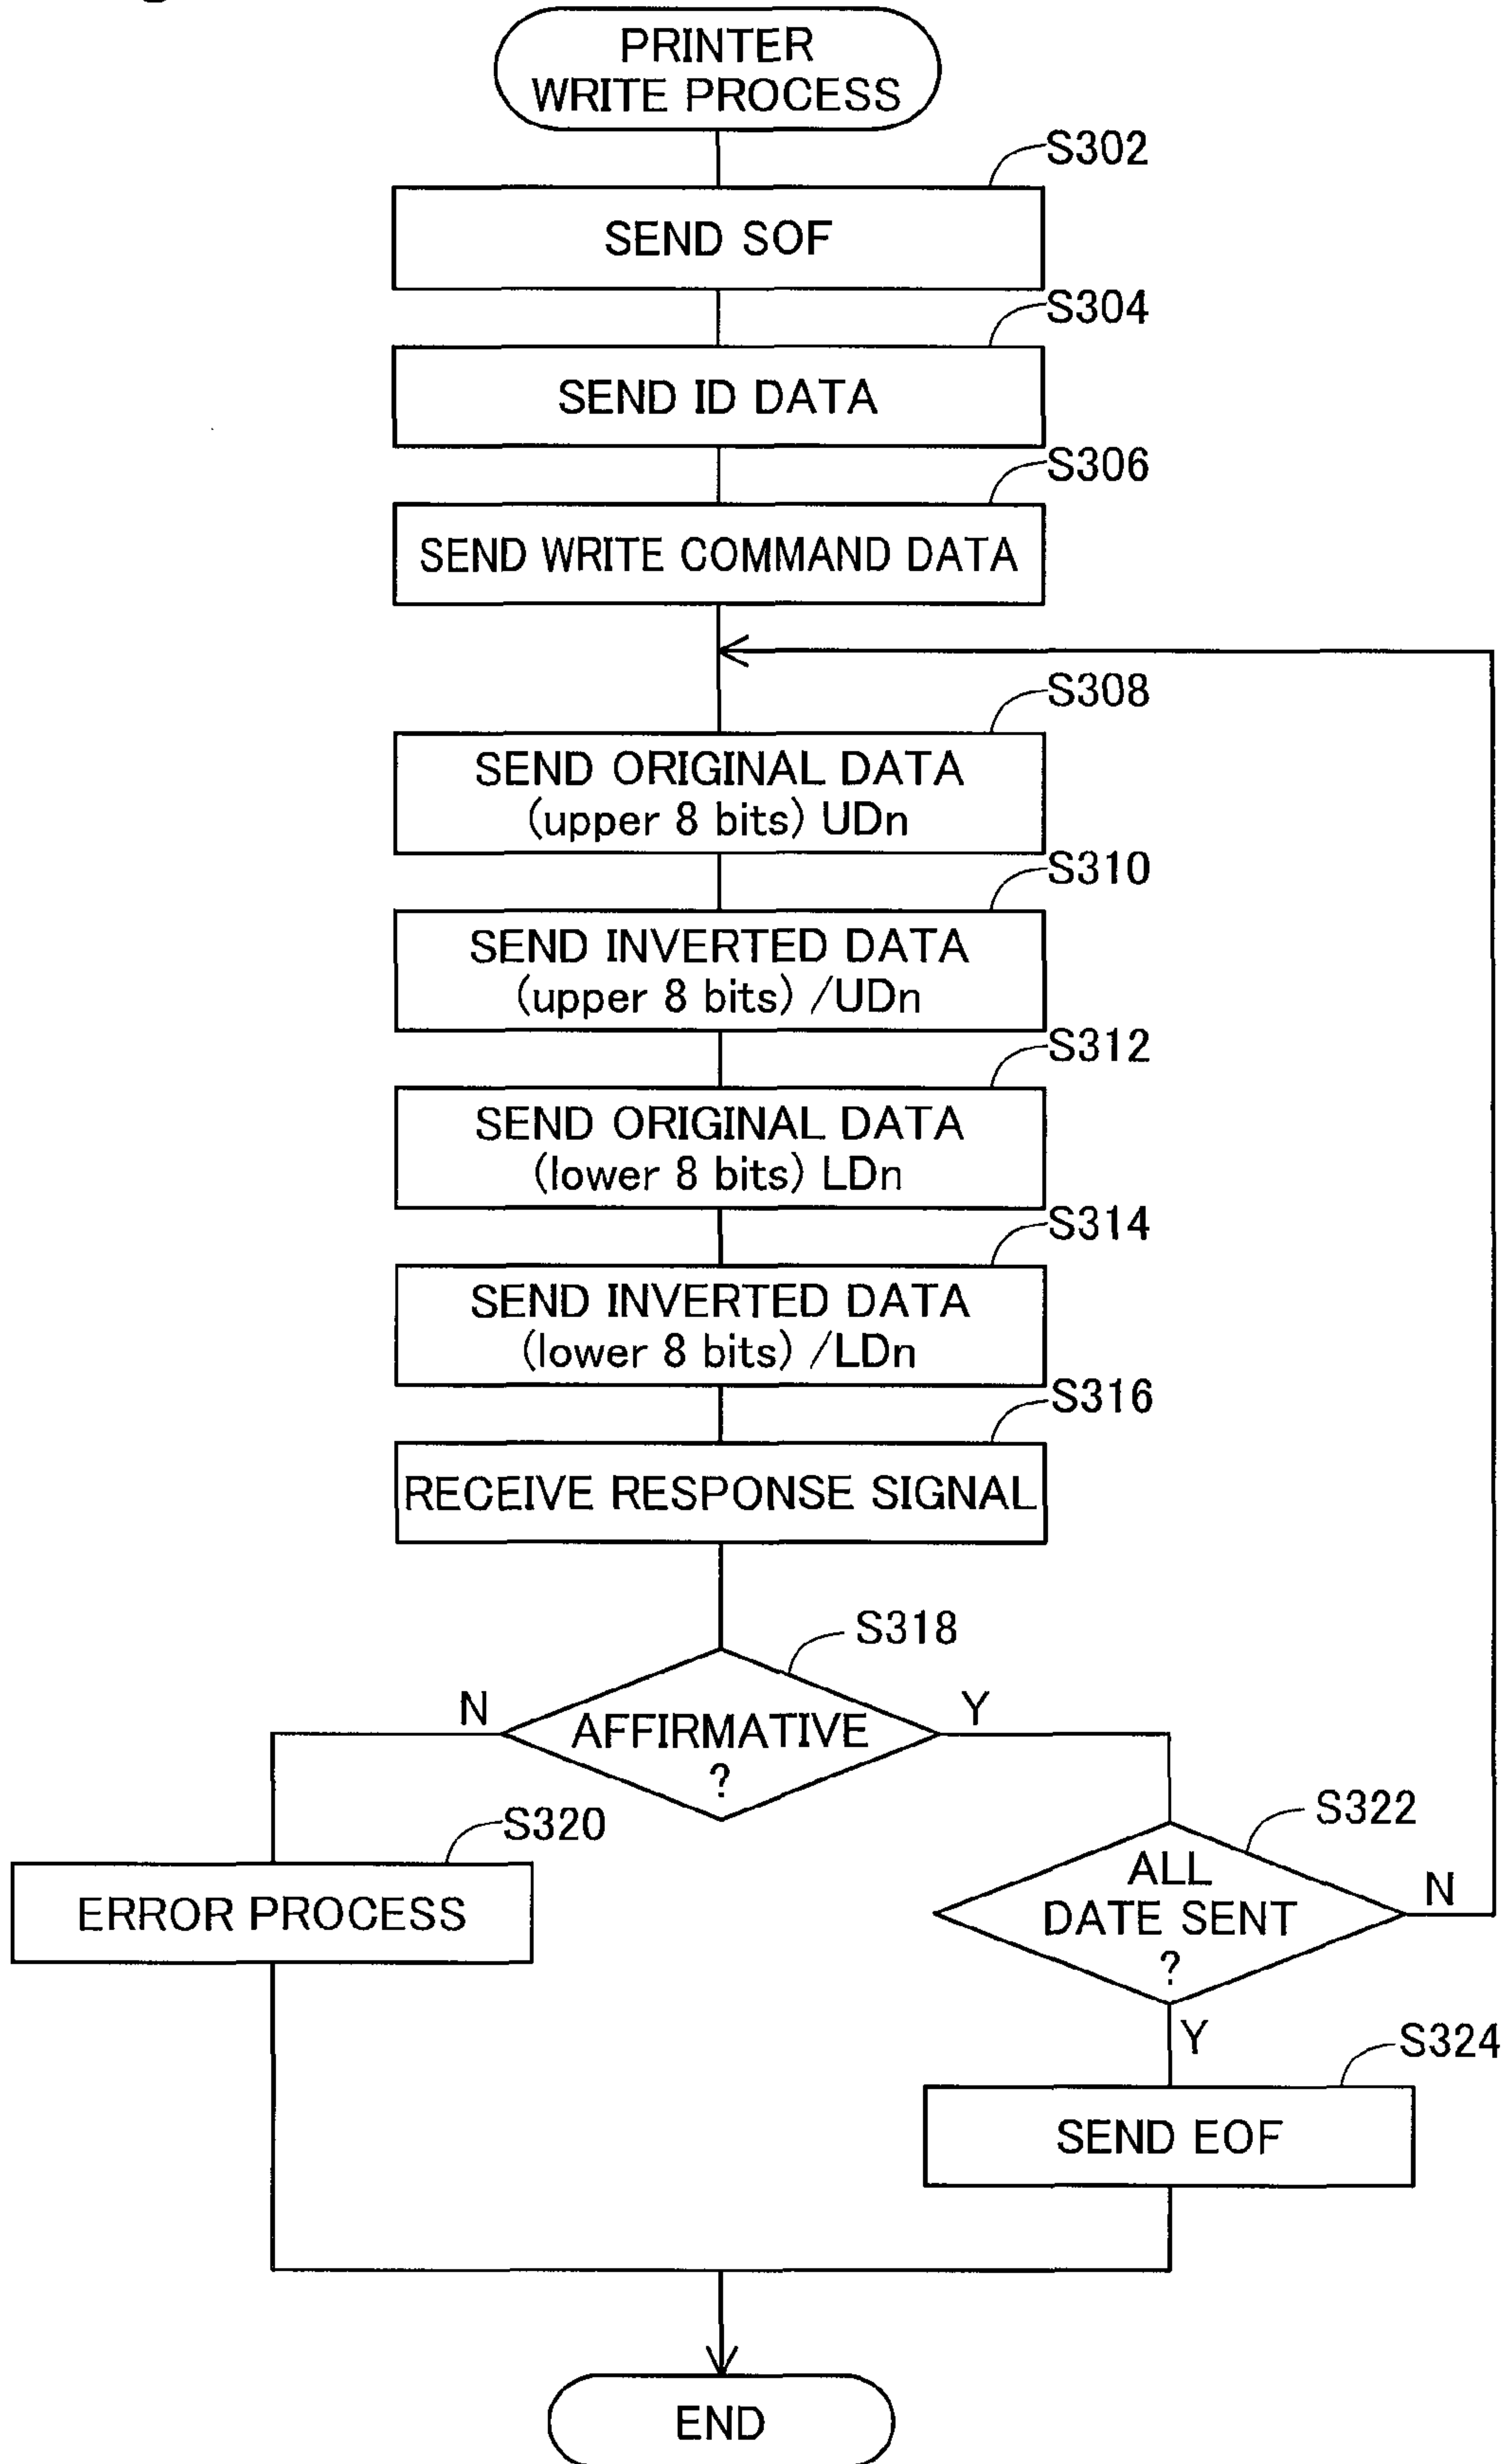 PRINTER
WRITE PROCESS
S302
SEND SOF
S304
SEND ID DATA
S306
SEND WRITE COMMAND DATA
S308
SEND ORIGINAL DATA
(upper 8 bits) UDn
S310
SEND INVERTED DATA
(upper 8 bits) /UDn
S312
SEND ORIGINAL DATA
(lower 8 bits) LDn
S314
SEND INVERTED DATA
(lower 8 bits) /LDn
S316
RECEIVE RESPONSE SIGNAL
S318
N
AFFIRMATIVE
?
Y
S320
ERROR PROCESS
S322
ALL
DATE SENT
?
N
Y
S324
SEND EOF
END